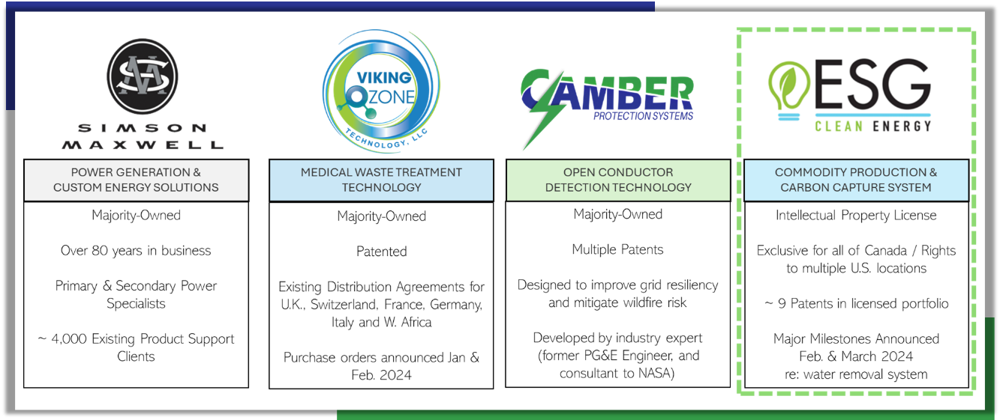 SIMSON
MAXWELL
POWER GENERATION &
CUSTOM ENERGY SOLUTIONS
Majority-Owned
Over 80 years in business
Primary & Secondary Power
Specialists
~ 4,000 Existing Product Support
Clients
VIKING
OZONE
TECHNOLOGY, LLC
MEDICAL WASTE TREATMENT
TECHNOLOGY
Majority-Owned
Patented
Existing Distribution Agreements for
U.K., Switzerland, France, Germany,
Italy and W. Africa
Purchase orders announced Jan &
Feb. 2024
CAMBER
PROTECTION SYSTEMS
OPEN CONDUCTOR
DETECTION TECHNOLOGY
Majority-Owned
Multiple Patents
Designed to improve grid resiliency
and mitigate wildfire risk
Developed by industry expert
(former PG&E Engineer, and
consultant to NASA)
ESG
CLEAN ENERGY
COMMODITY PRODUCTION &
CARBON CAPTURE SYSTEM
Intellectual Property License
Exclusive for all of Canada / Rights
to multiple U.S. locations
~ 9 Patents in licensed portfolio
Major Milestones Announced
Feb. & March 2024
re: water removal system